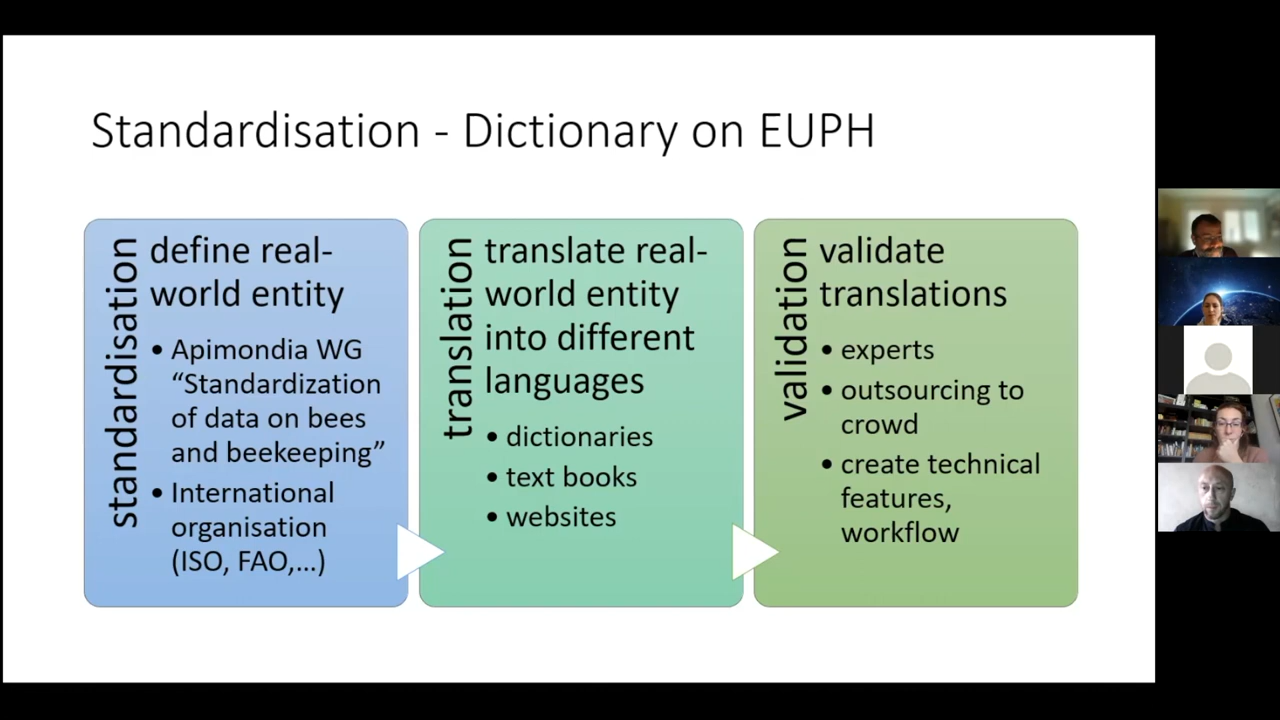 Standardisation - Dictionary on EUPH
standardisation
define real-
world entity
• Apimondia WG
“Standardization
of data on bees
and beekeeping”
• International
organisation
(ISO, FAO,...)
translation
translate real-
world entity
into different
languages
• dictionaries
• text books
• websites
validation
validate
translations
• experts
• outsourcing to
crowd
• create technical
features,
workflow